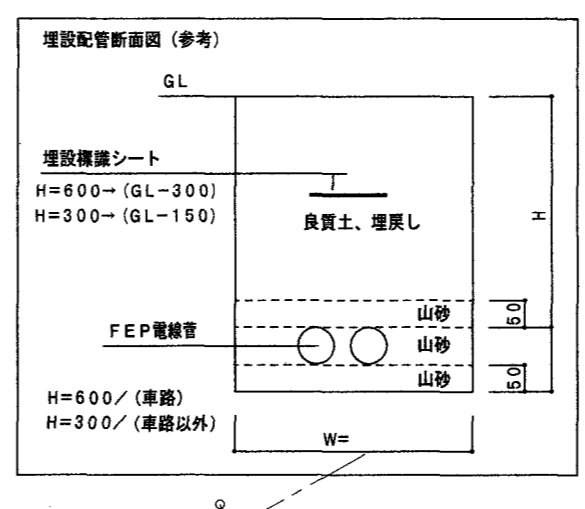 埋設配管断面図（参考）
GL
埋設標識シート
H=600→(GL-300)
H=300→(GL-150)
良質土、埋戻し
H
山砂
50
FEP電線管
山砂
山砂
50
H=600/(車路)
H=300/(車路以外)
W=